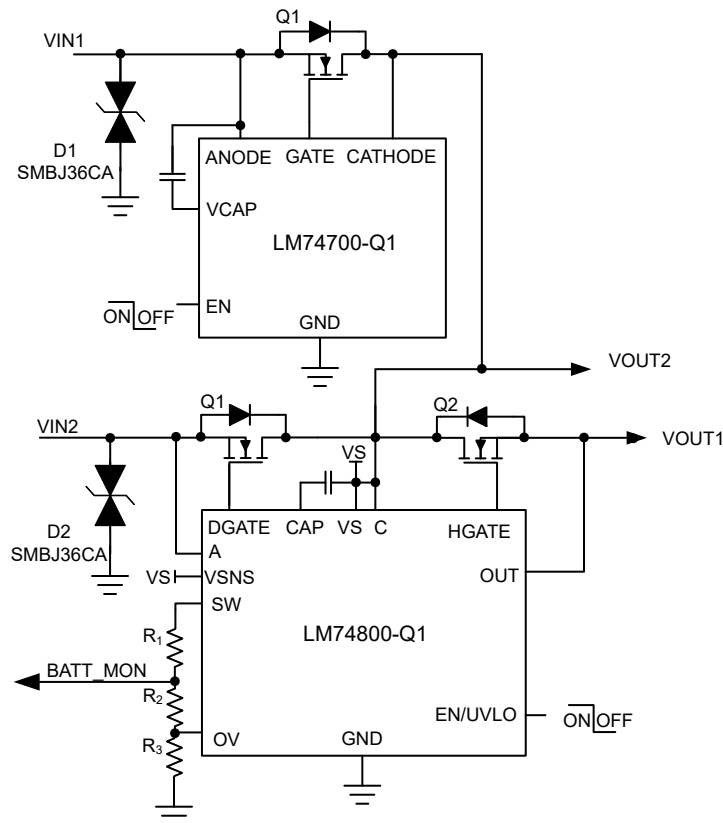 Q1
VIN1
D1
SMBJ36CA
ANODE GATE CATHODE
VCAP
LM74700-Q1
EN
ON OFF
GND
VOUT2
VIN2
Q1
Q2
VOUT1
VS
D2
SMBJ36CA
DGATE CAP VS C HGATE
A
OUT
VS VSNS
SW
R1
LM74800-Q1
BATT_MON
R2
EN/UVLO
ON OFF
OV
GND
R3